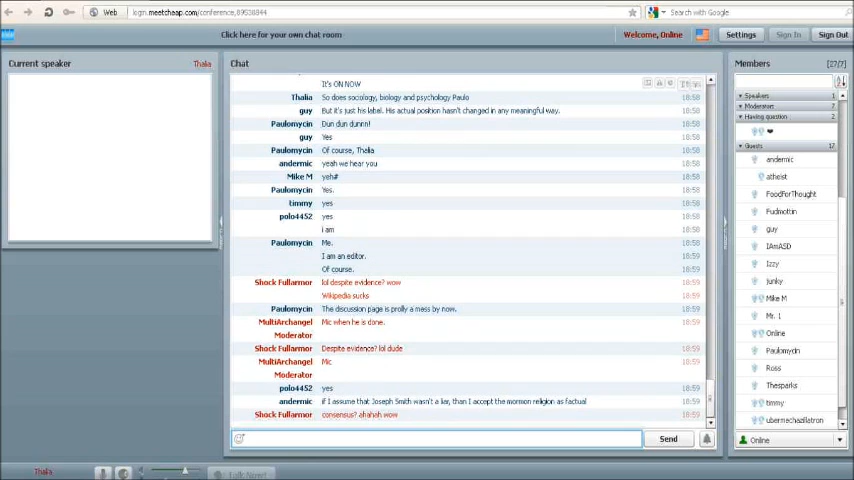 Web
login.meetcheap.com/conference,89538844
Search with Google
Click here for your own chat room
Welcome, Online
Settings
Sign In
Sign Out
Current speaker
Thalia
Chat
It's ON NOW
Thalia So does sociology, biology and psychology Paulo 18:58
guy But it's just his label. His actual position hasn't changed in any meaningful way. 18:58
Paulomycin Dun dun dunnn! 18:58
guy Yes 18:58
Paulomycin Of course, Thalia 18:58
andermic yeah we hear you 18:58
Mike M yeh# 18:58
Paulomycin Yes. 18:58
timmy yes 18:58
polo4452 yes 18:58
i am 18:58
Paulomycin Me. 18:58
I am an editor. 18:58
Of course. 18:59
Shock Fullarmor lol despite evidence? wow 18:59
Wikipedia sucks 18:59
Paulomycin The discussion page is prolly a mess by now. 18:59
MultiArchangel Mic when he is done. 18:59
Moderator
Shock Fullarmor Despite evidence? lol dude 18:59
MultiArchangel Mic 18:59
Moderator
polo4452 yes 18:59
andermic if I assume that Joseph Smith wasn't a liar, than I accept the mormon religion as factual 18:59
Shock Fullarmor consensus? ahahah wow 18:59
Send
Members [27/7]
Speakers 1
Moderators 7
Having question 2
Guests 17
andermic
atheist
FoodForThought
Fudmottin
guy
IAmASD
Izzy
junky
Mike M
Mr. 1
Online
Paulomycin
Ross
Thesparks
timmy
ubermechazillatron
Online
Thalia
Talk Now!